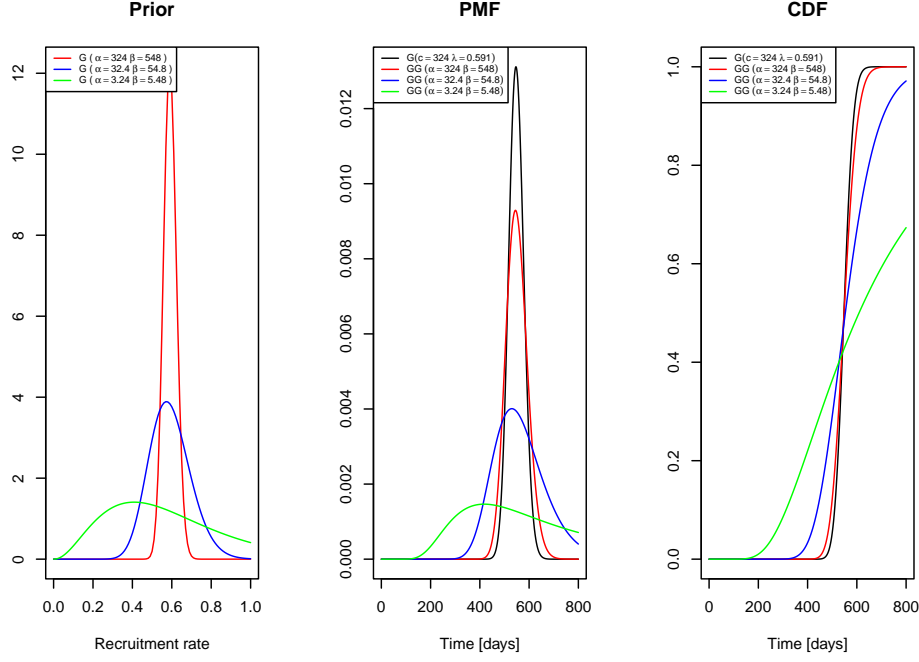 Prior
G ( α = 324 β = 548 )
G ( α = 32.4 β = 54.8 )
G ( α = 3.24 β = 5.48 )
12
10
8
6
4
2
0
0.0 0.2 0.4 0.6 0.8 1.0
Recruitment rate
PMF
G(c= 324 λ = 0.591)
GG (α = 324 β = 548)
GG (α = 32.4 β = 54.8)
GG (α = 3.24 β = 5.48)
0.012
0.010
0.008
0.006
0.004
0.002
0.000
0 200 400 600 800
Time [days]
CDF
G(c= 324 λ = 0.591)
GG (α = 324 β = 548)
GG (α = 32.4 β = 54.8)
GG (α = 3.24 β = 5.48)
1.0
0.8
0.6
0.4
0.2
0.0
0 200 400 600 800
Time [days]